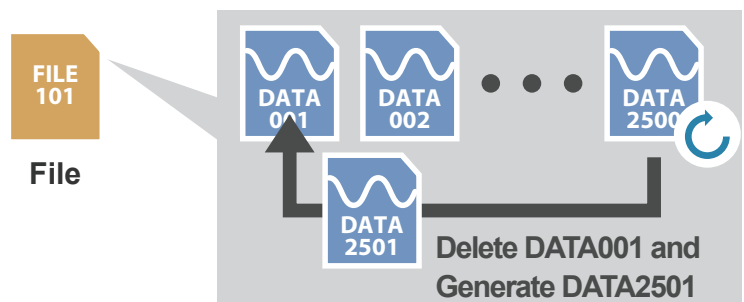 FILE
101
File
DATA
001
DATA
002
DATA
2500
DATA
2501
Delete DATA001 and
Generate DATA2501